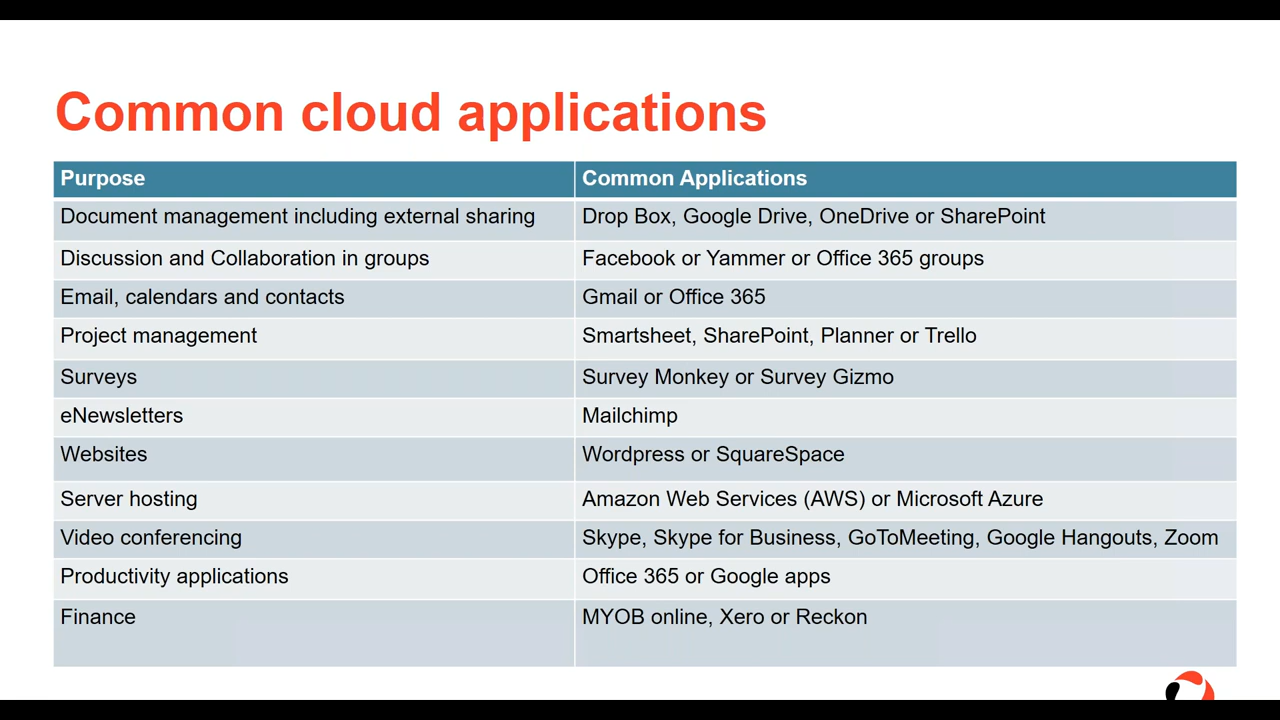 Common cloud applications
Purpose Common Applications
Document management including external sharing Drop Box, Google Drive, OneDrive or SharePoint
Discussion and Collaboration in groups Facebook or Yammer or Office 365 groups
Email, calendars and contacts Gmail or Office 365
Project management Smartsheet, SharePoint, Planner or Trello
Surveys Survey Monkey or Survey Gizmo
eNewsletters Mailchimp
Websites Wordpress or SquareSpace
Server hosting Amazon Web Services (AWS) or Microsoft Azure
Video conferencing Skype, Skype for Business, GoToMeeting, Google Hangouts, Zoom
Productivity applications Office 365 or Google apps
Finance MYOB online, Xero or Reckon